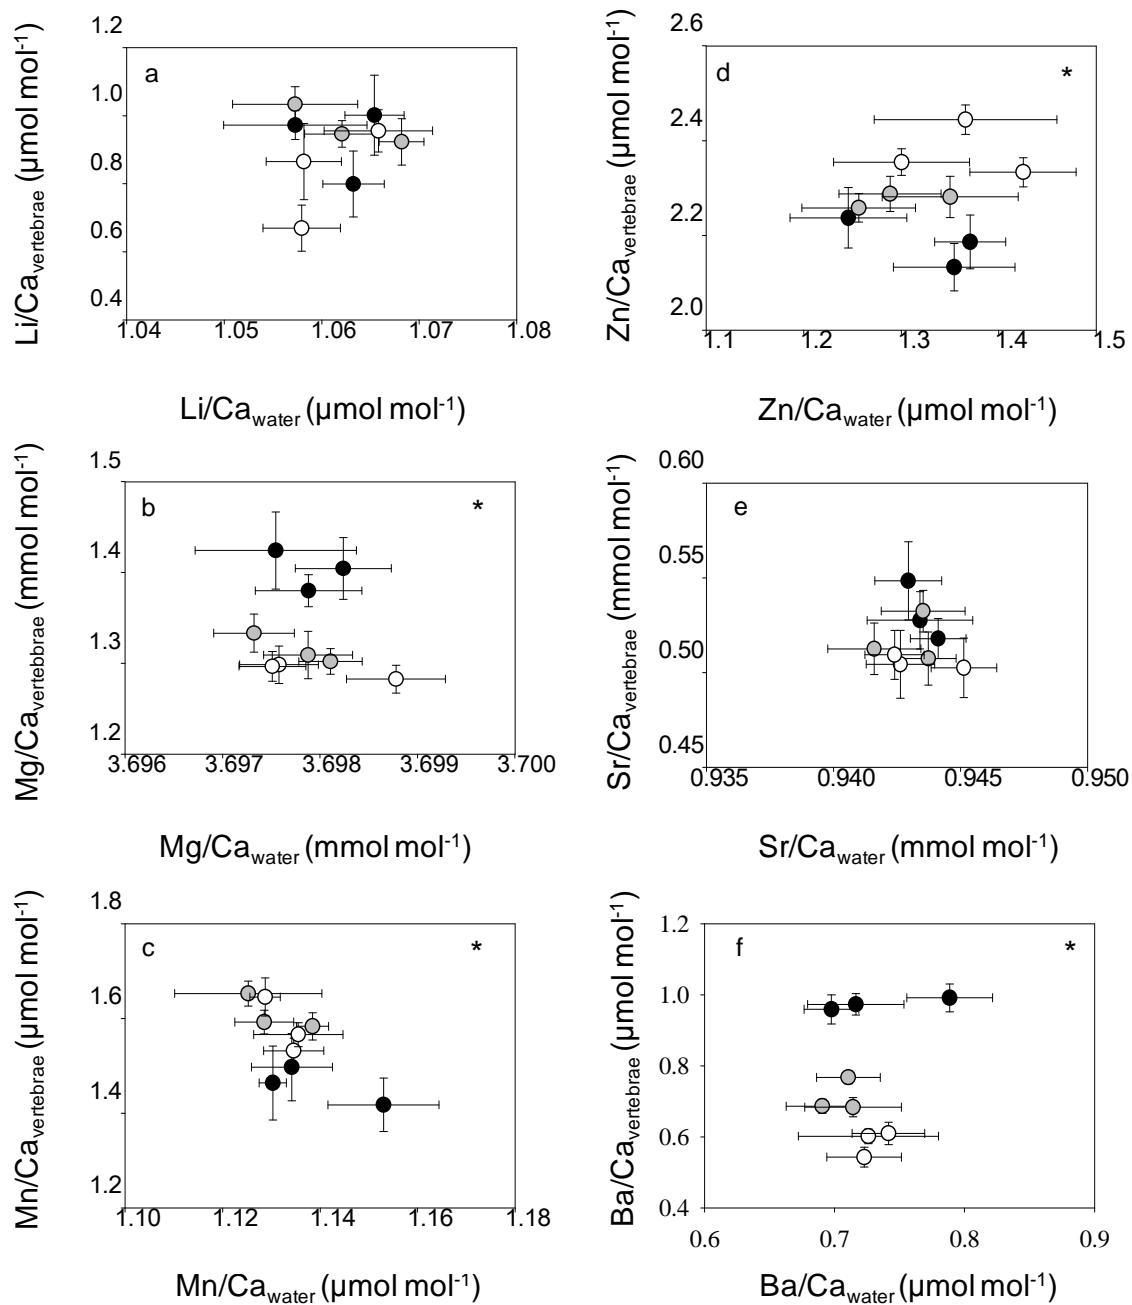 Li/Ca_vertebrae (µmol mol⁻¹)
1.2
1.0
0.8
0.6
0.4
a
1.04 1.05 1.06 1.07 1.08
Li/Ca_water (µmol mol⁻¹)
Zn/Ca_vertebrae (µmol mol⁻¹)
2.6
2.4
2.2
2.0
d *
1.1 1.2 1.3 1.4 1.5
Zn/Ca_water (µmol mol⁻¹)
Mg/Ca_vertebbrae (mmol mol⁻¹)
1.5
1.4
1.3
1.2
b *
3.696 3.697 3.698 3.699 3.700
Mg/Ca_water (mmol mol⁻¹)
Sr/Ca_vertebrae (mmol mol⁻¹)
0.60
0.55
0.50
0.45
e
0.935 0.940 0.945 0.950
Sr/Ca_water (mmol mol⁻¹)
Mn/Ca_vertebrae (µmol mol⁻¹)
1.8
1.6
1.4
1.2
c *
1.10 1.12 1.14 1.16 1.18
Mn/Ca_water (µmol mol⁻¹)
Ba/Ca_vertebrae (µmol mol⁻¹)
1.2
1.0
0.8
0.6
0.4
f *
0.6 0.7 0.8 0.9
Ba/Ca_water (µmol mol⁻¹)